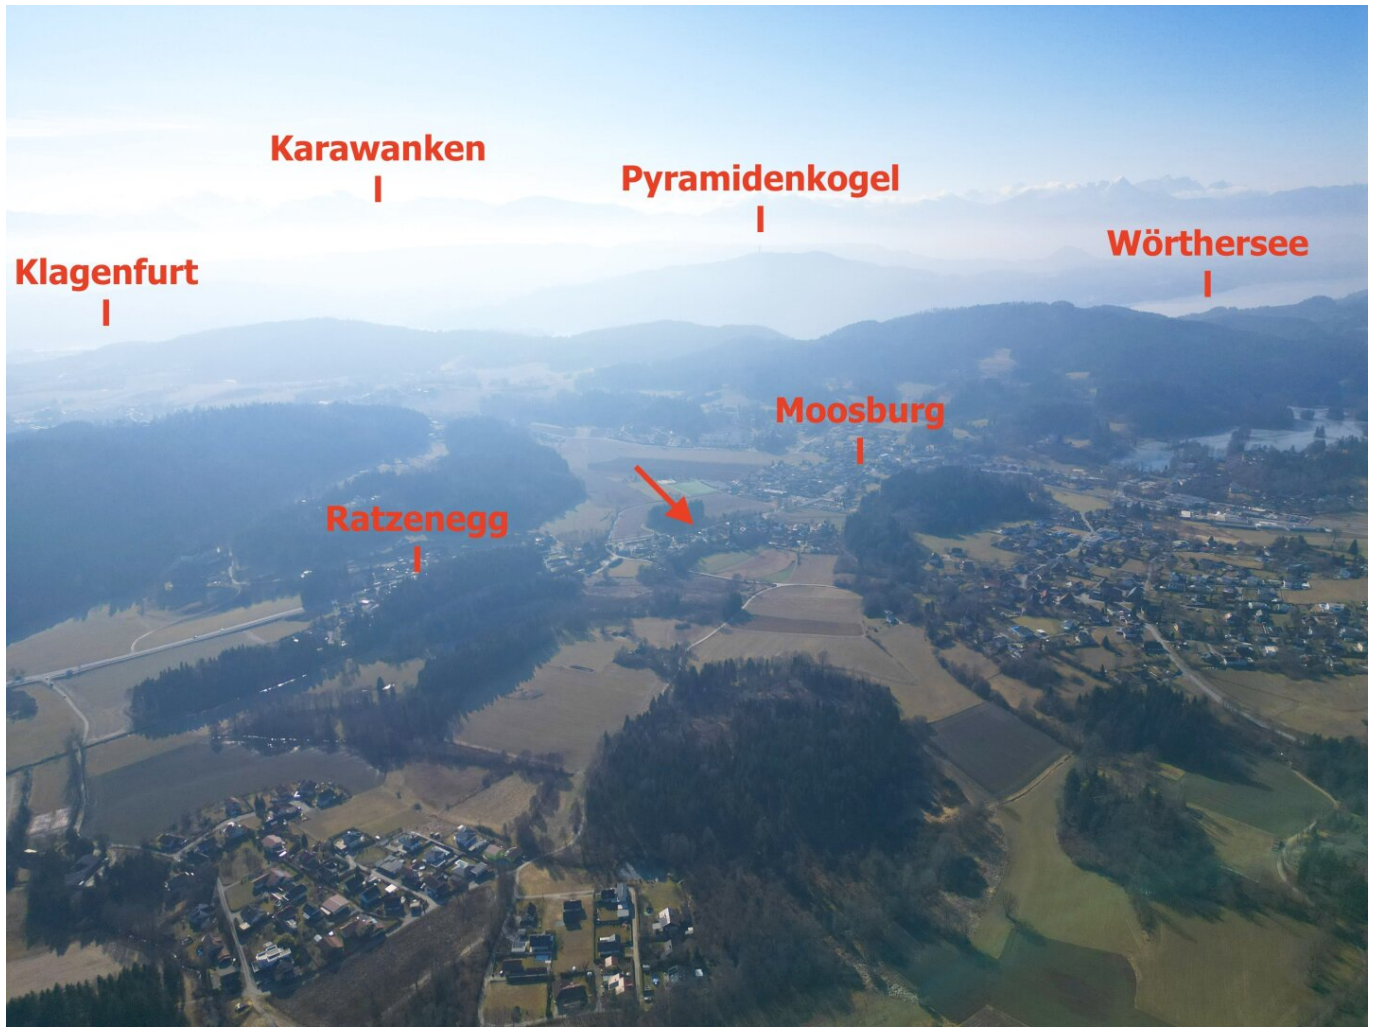 Karawanken
Pyramidenkogel
Wörthersee
Klagenfurt
Moosburg
Ratzenegg